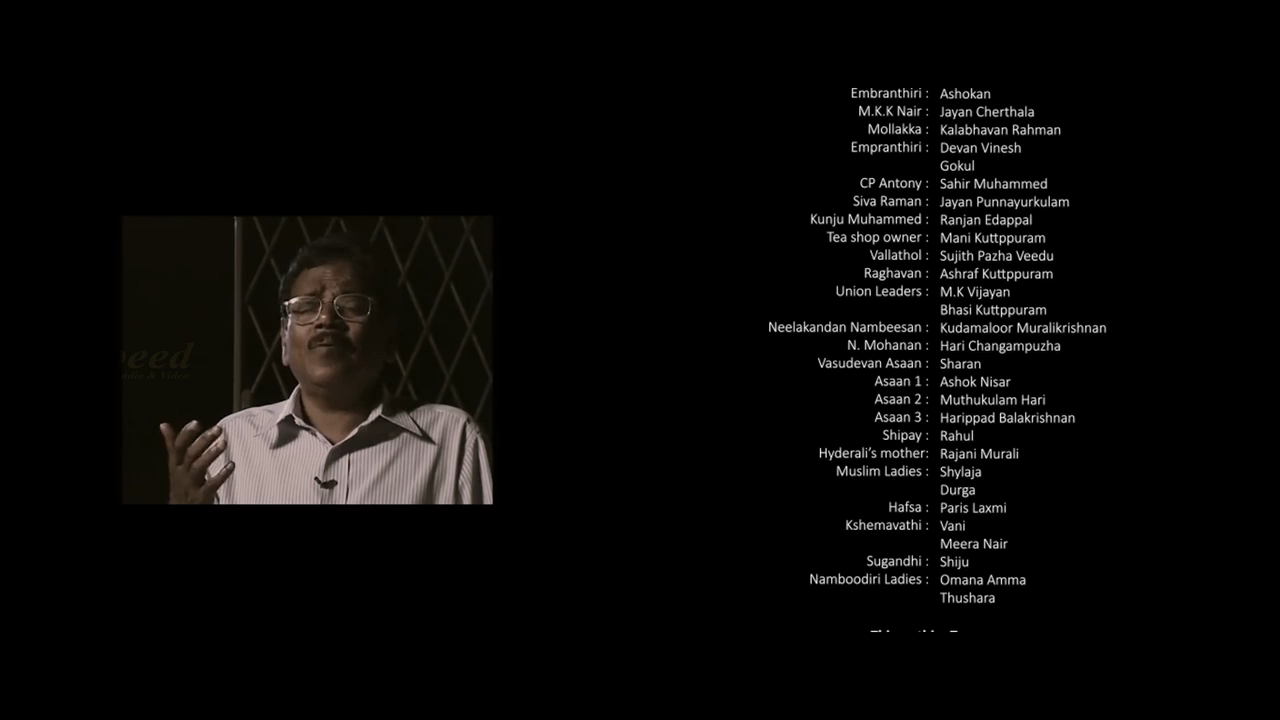 Embranthiri : Ashokan
M.K.K Nair : Jayan Cherthala
Mollakka : Kalabhavan Rahman
Empranthiri : Devan Vinesh
Gokul
CP Antony : Sahir Muhammed
Siva Raman : Jayan Punnayurkulam
Kunju Muhammed : Ranjan Edappal
Tea shop owner : Mani Kuttppuram
Vallathol : Sujith Pazha Veedu
Raghavan : Ashraf Kuttppuram
Union Leaders : M.K Vijayan
Bhasi Kuttppuram
Neelakandan Nambeesan : Kudamaloor Muralikrishnan
N. Mohanan : Hari Changampuzha
Vasudevan Asaan : Sharan
Asaan 1 : Ashok Nisar
Asaan 2 : Muthukulam Hari
Asaan 3 : Harippad Balakrishnan
Shipay : Rahul
Hyderali’s mother: Rajani Murali
Muslim Ladies : Shylaja
Durga
Hafsa : Paris Laxmi
Kshemavathi : Vani
Meera Nair
Sugandhi : Shiju
Namboodiri Ladies : Omana Amma
Thushara